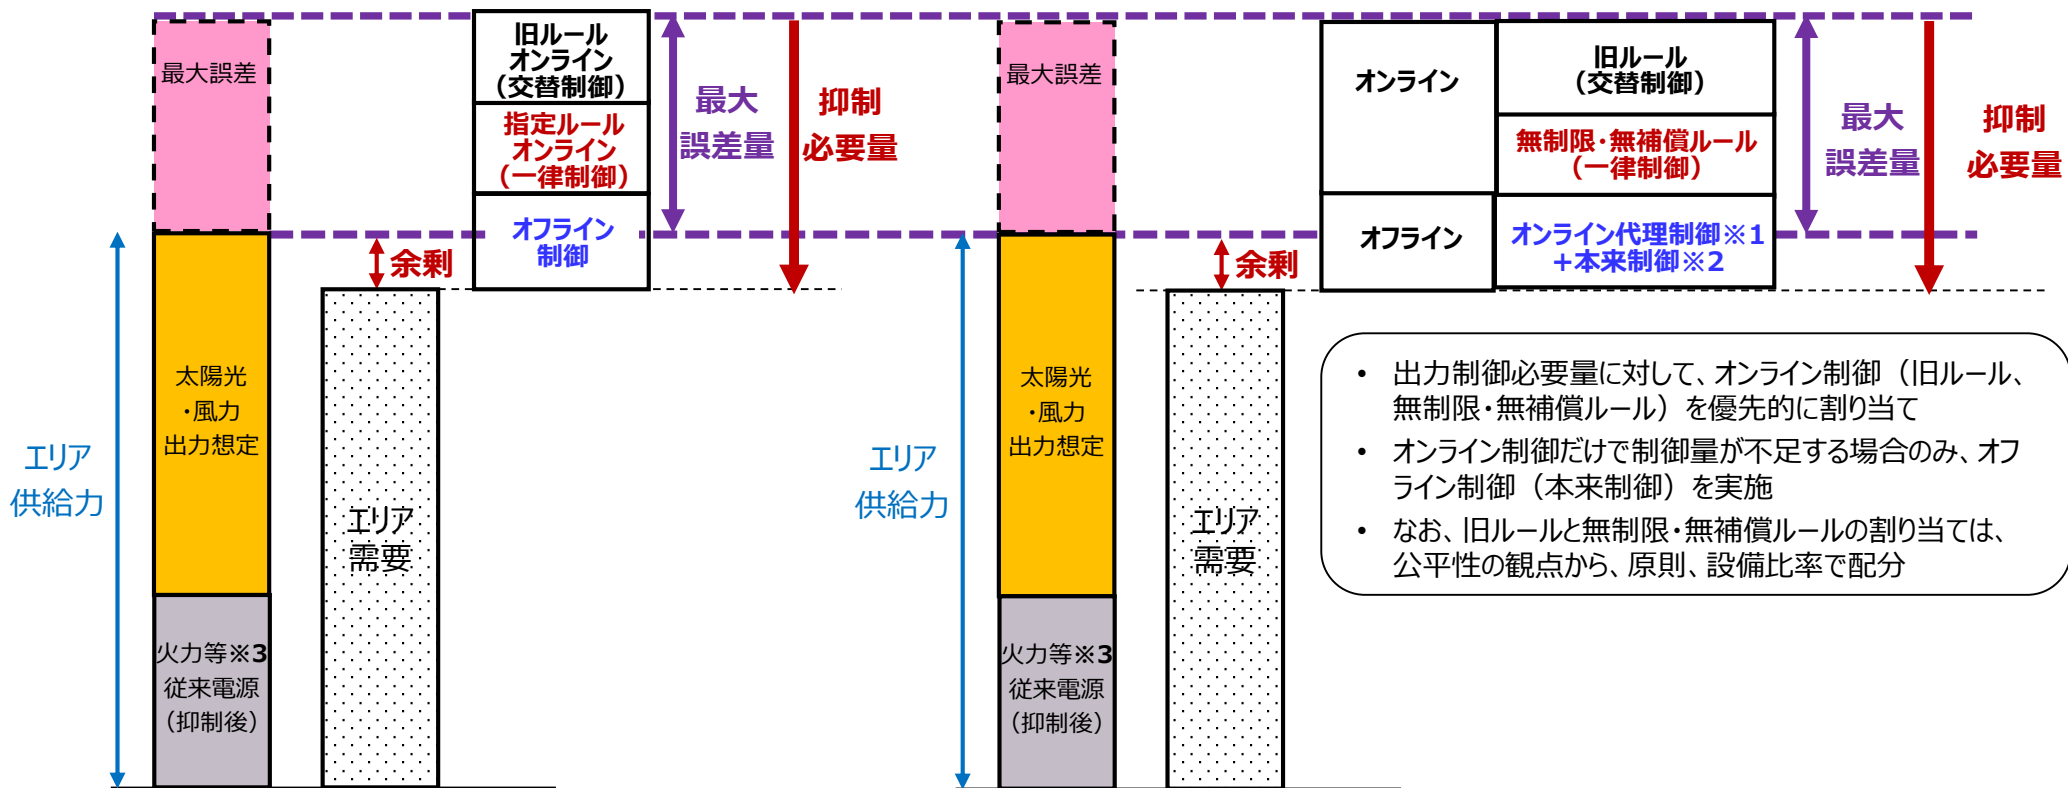 最大誤差
太陽光
・風力
出力想定
火力等※3
従来電源
(抑制後)
エリア
供給力
エリア
需要
余剰
旧ルール
オンライン
(交替制御)
指定ルール
オンライン
(一律制御)
オフライン
制御
最大
誤差量
抑制
必要量
最大誤差
太陽光
・風力
出力想定
火力等※3
従来電源
(抑制後)
エリア
供給力
エリア
需要
余剰
オンライン
旧ルール
(交替制御)
無制限・無補償ルール
(一律制御)
オフライン
オンライン代理制御※1
+本来制御※2
最大
誤差量
抑制
必要量
• 出力制御必要量に対して、オンライン制御（旧ルール、
無制限・無補償ルール）を優先的に割り当て
• オンライン制御だけで制御量が不足する場合のみ、オフ
ライン制御（本来制御）を実施
• なお、旧ルールと無制限・無補償ルールの割り当ては、
公平性の観点から、原則、設備比率で配分